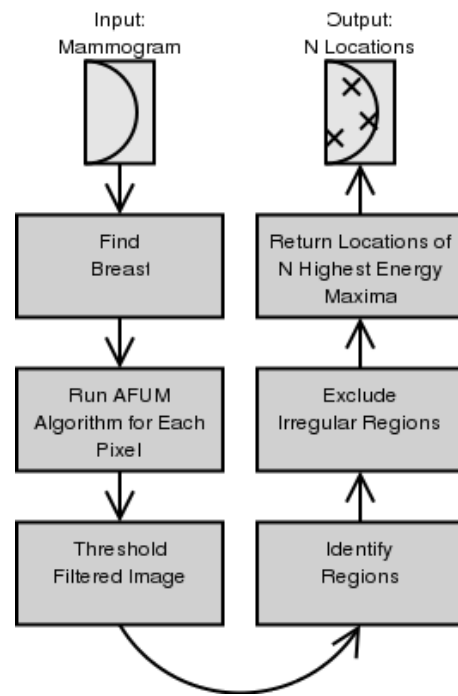 Input:
Mammogram
Find
Breast
Run AFUM
Algorithm for Each
Pixel
Threshold
Filtered Image
Identify
Regions
Exclude
Irregular Regions
Return Locations of
N Highest Energy
Maxima
Output:
N Locations